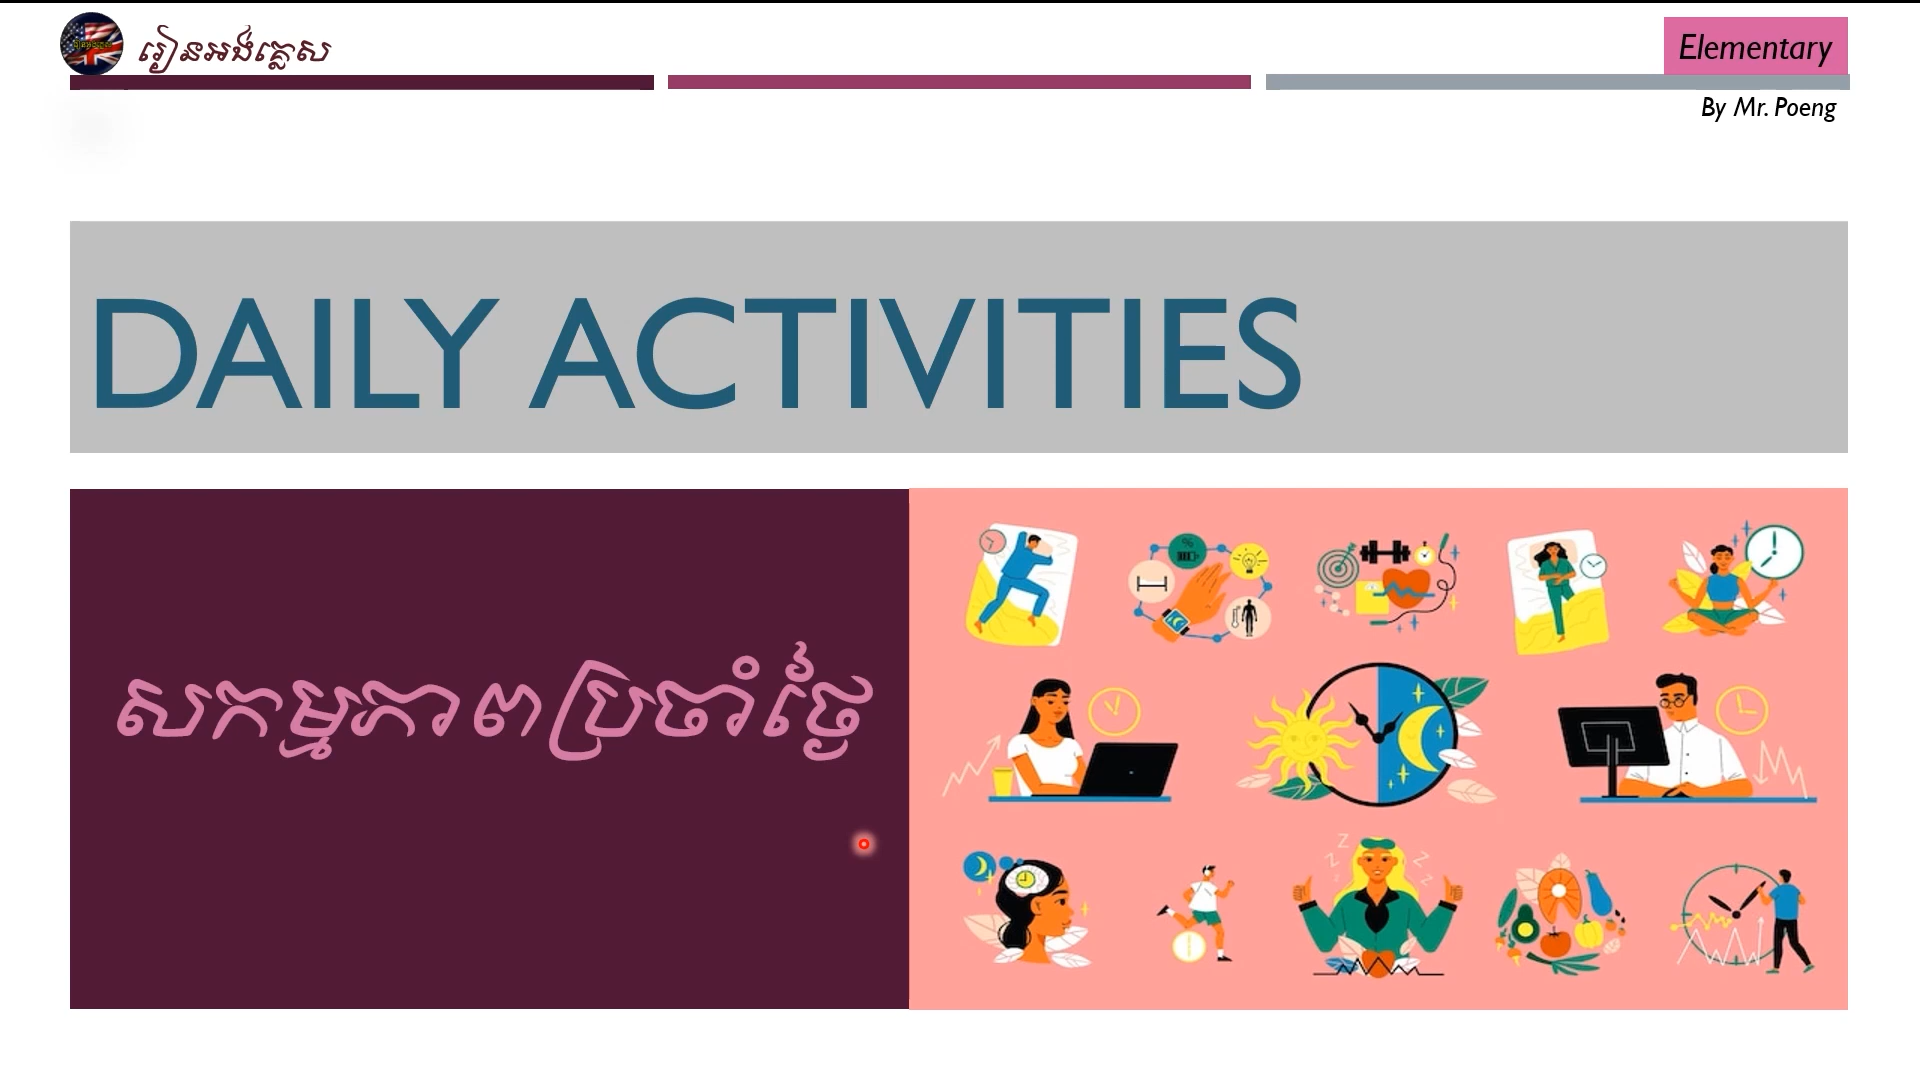 រៀនអង់គ្លេស
Elementary
By Mr. Poeng
DAILY ACTIVITIES
សកម្មភាពប្រចាំថ្ងៃ